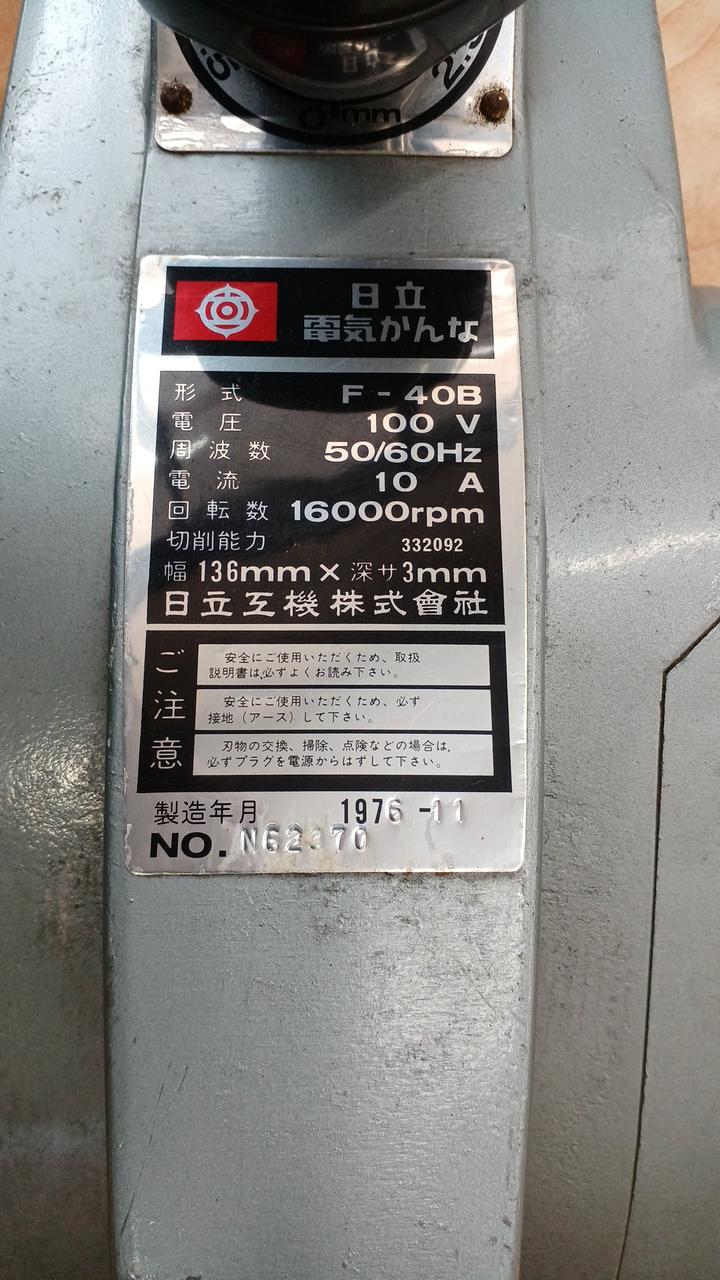 0 mm
日立
電気かんな
形式 F-40B
電圧 100 V
周波数 50/60Hz
電流 10 A
回転数 16000rpm
切削能力 332092
幅 136mm×深サ3mm
日立工機株式會社
ご注意
安全にご使用いただくため、取扱
説明書は必ずよくお読み下さい。
安全にご使用いただくため、必ず
接地（アース）して下さい。
刃物の交換、掃除、点険などの場合は、
必ずプラグを電源からはずして下さい。
製造年月 1976-11
NO.